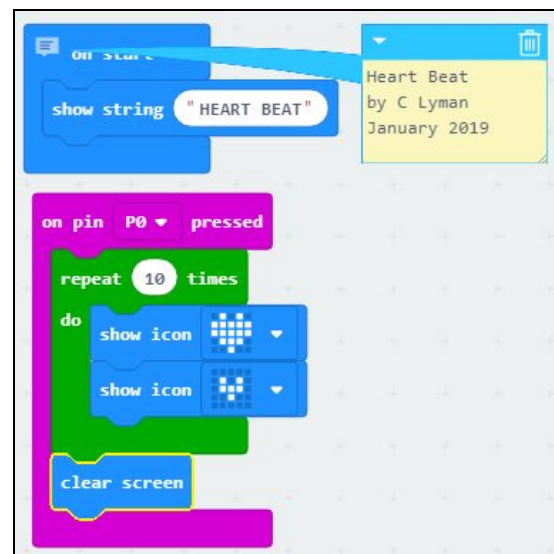 on start
show string "HEART BEAT"
Heart Beat
by C Lyman
January 2019
on pin P0 pressed
repeat 10 times
do
show icon
show icon
clear screen